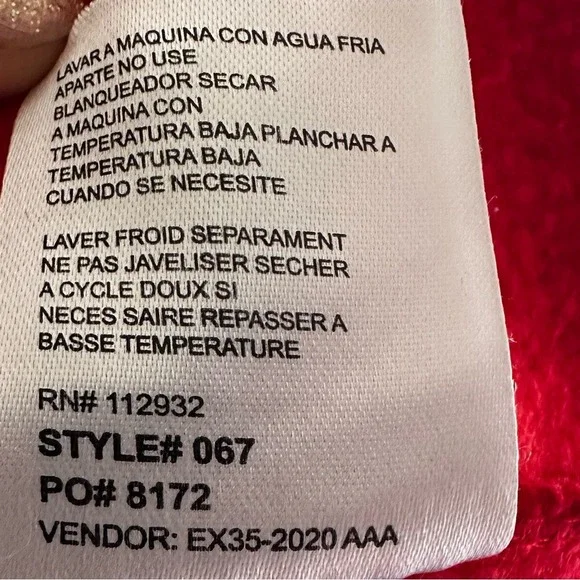 LAVAR A MAQUINA CON AGUA FRIA
APARTE NO USE
BLANQUEADOR SECAR
A MAQUINA CON
TEMPERATURA BAJA PLANCHAR A
TEMPERATURA BAJA
CUANDO SE NECESITE
LAVER FROID SEPARAMENT
NE PAS JAVELISER SECHER
A CYCLE DOUX SI
NECES SAIRE REPASSER A
BASSE TEMPERATURE
RN# 112932
STYLE# 067
PO# 8172
VENDOR: EX35-2020 AAA